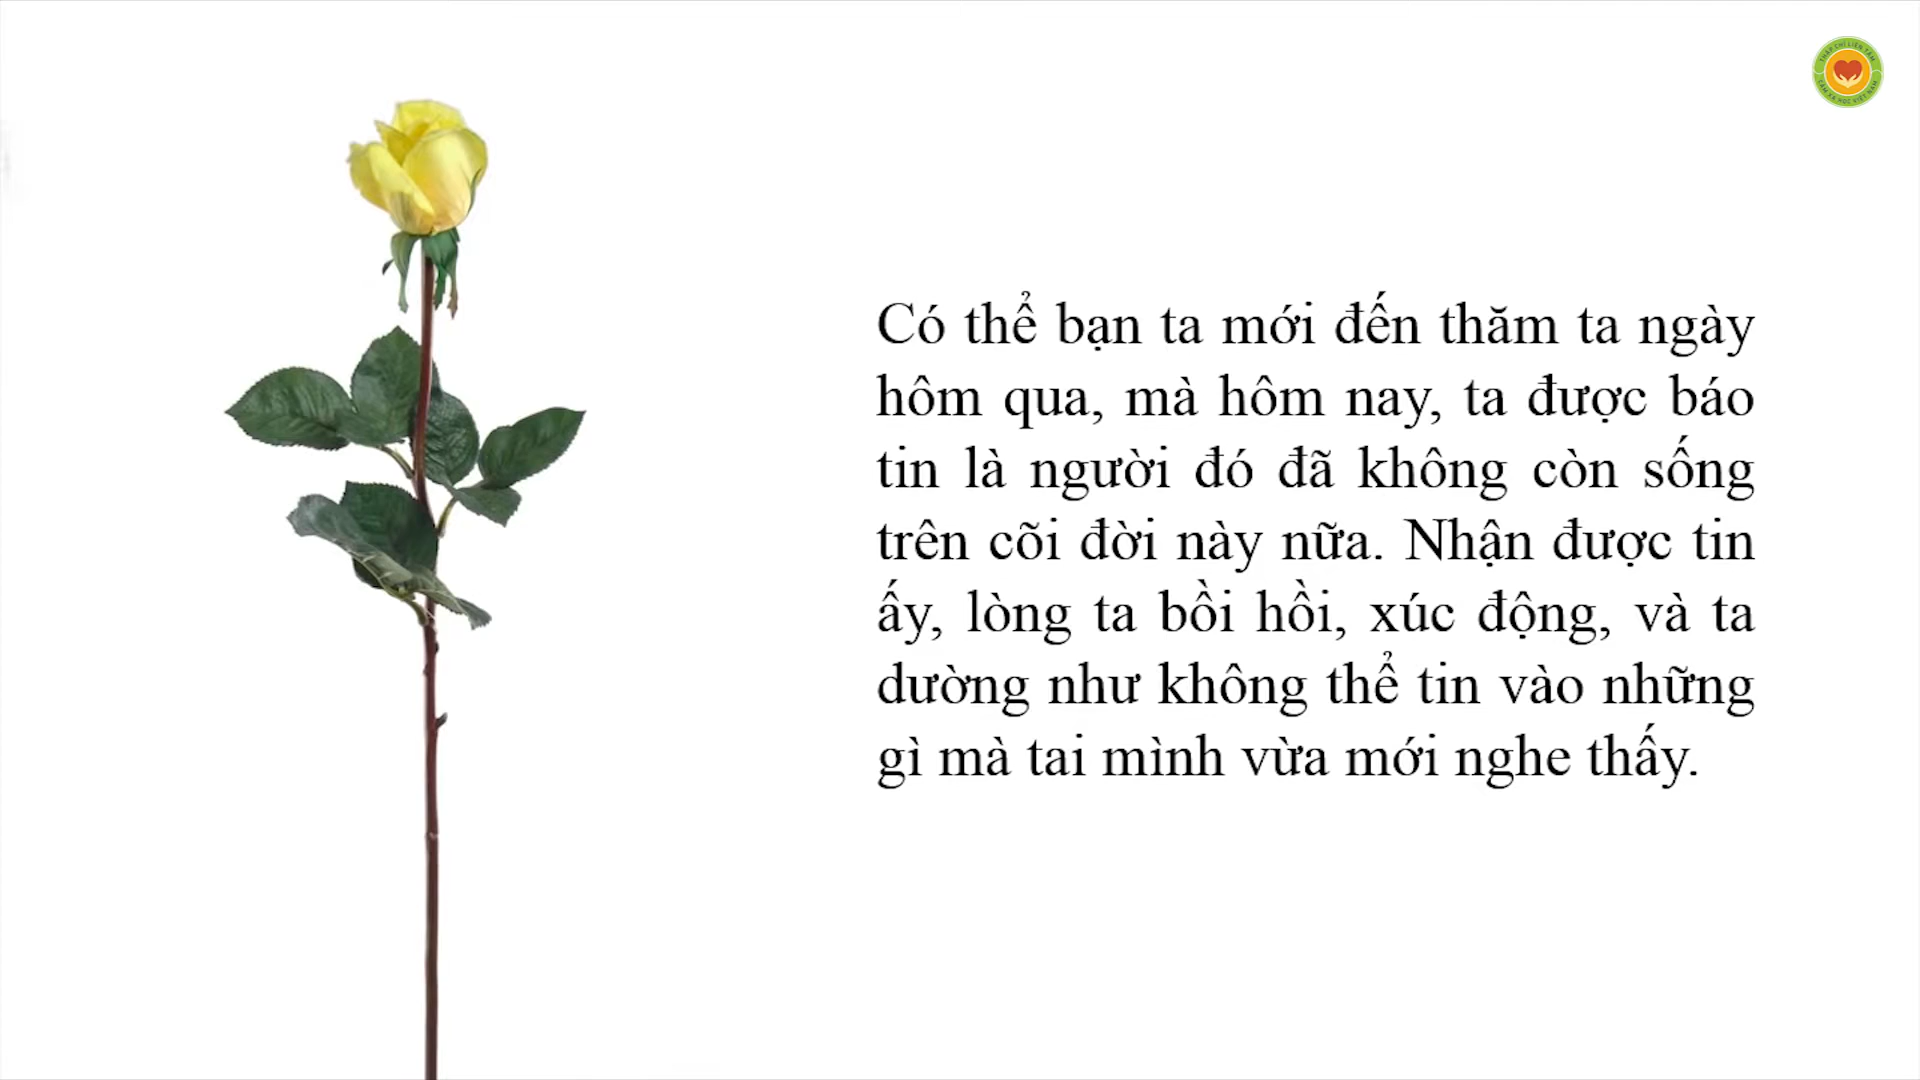 Có thể bạn ta mới đến thăm ta ngày
hôm qua, mà hôm nay, ta được báo
tin là người đó đã không còn sống
trên cõi đời này nữa. Nhận được tin
ấy, lòng ta bồi hồi, xúc động, và ta
dường như không thể tin vào những
gì mà tai mình vừa mới nghe thấy.